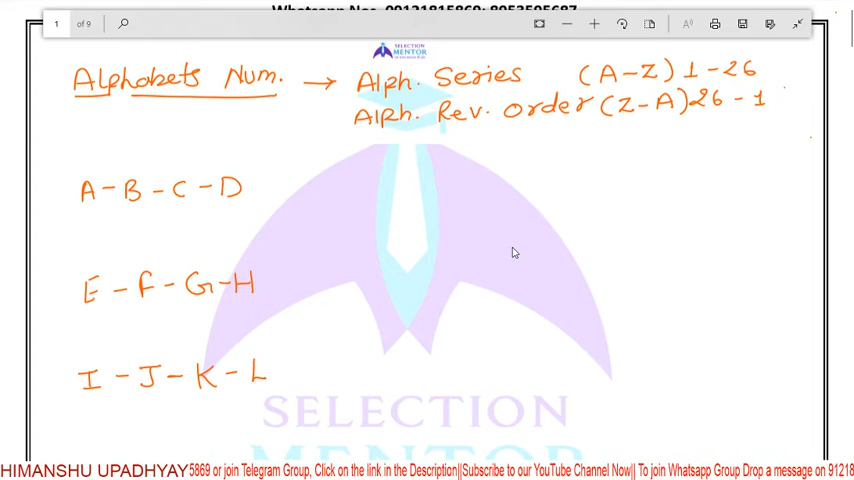 Whatsapp Nos. 09121815869; 8953595687
1 of 9
SELECTION
MENTOR
Alphabets Num. → Alph. Series (A-Z) 1-26
Alph. Rev. Order (Z-A) 26-1
A-B-C-D
E-F-G-H
I-J-K-L
SELECTION
MENTOR
HIMANSHU UPADHYAY 5869 or join Telegram Group, Click on the link in the Description||Subscribe to our YouTube Channel Now|| To join Whatsapp Group Drop a message on 91218